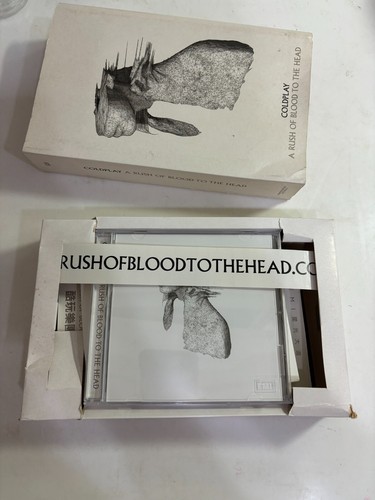 COLDPLAY
A RUSH OF BLOOD TO THE HEAD
COLDPLAY A RUSH OF BLOOD TO THE HEAD
RUSHOFBLOODTOTHEHEAD.CO
RUSH OF BLOOD TO THE HEAD